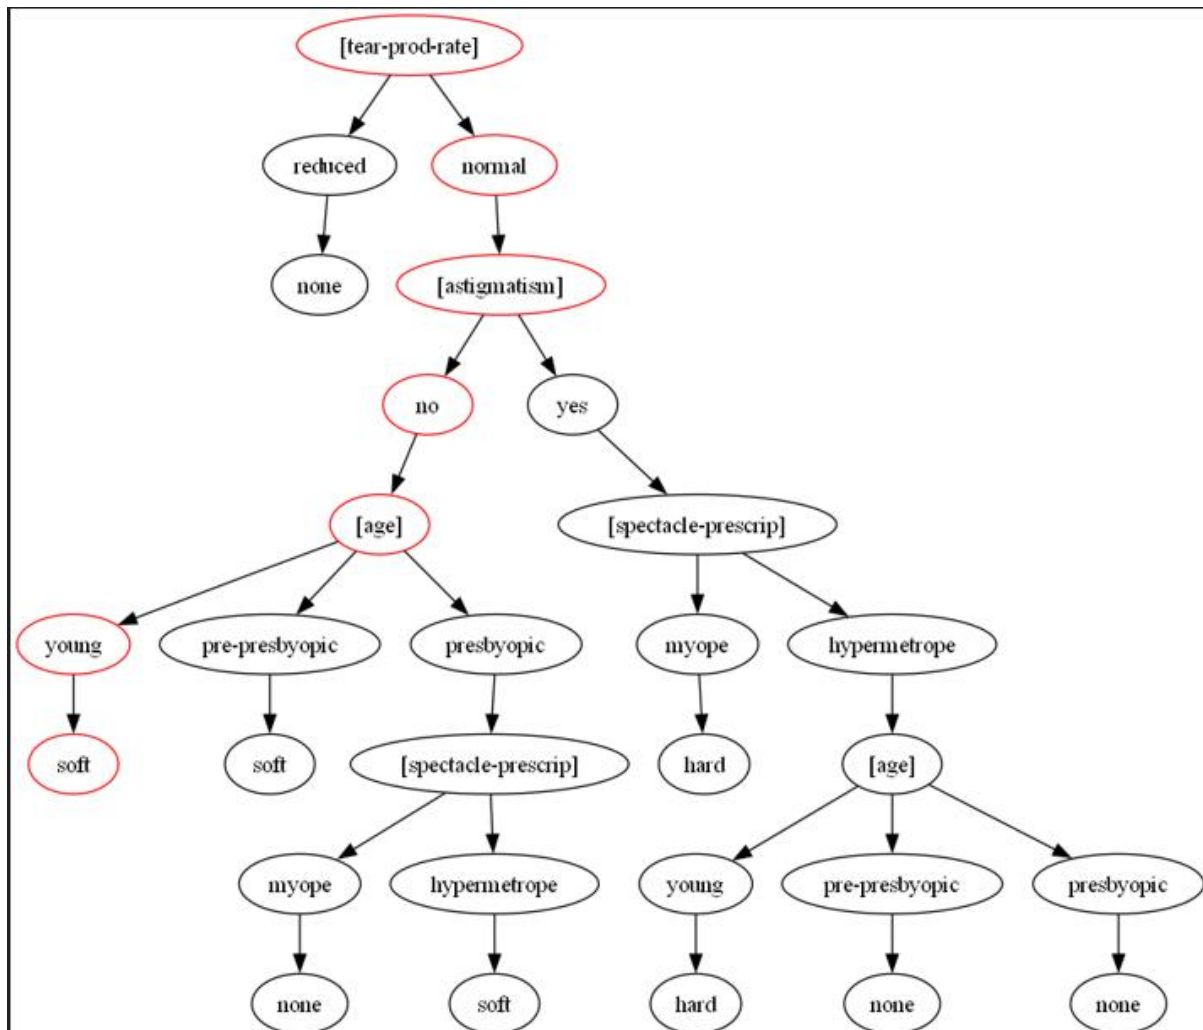 [tear-prod-rate]
reduced
normal
none
[astigmatism]
no
yes
[age]
[spectacle-prescrip]
young
pre-presbyopic
presbyopic
myope
hypermetrope
soft
soft
[spectacle-prescrip]
hard
[age]
myope
hypermetrope
young
pre-presbyopic
presbyopic
none
soft
hard
none
none